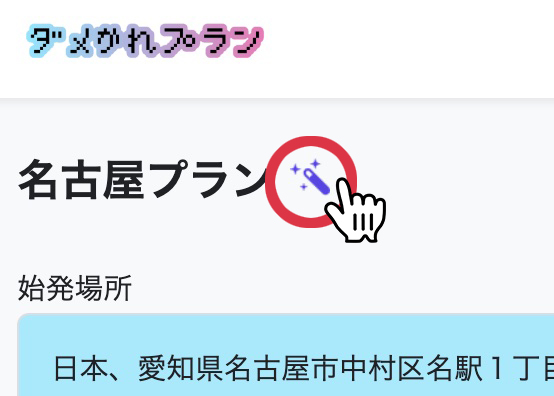 ダメかれプラン
名古屋プラン
始発場所
日本、愛知県名古屋市中村区名駅１丁目